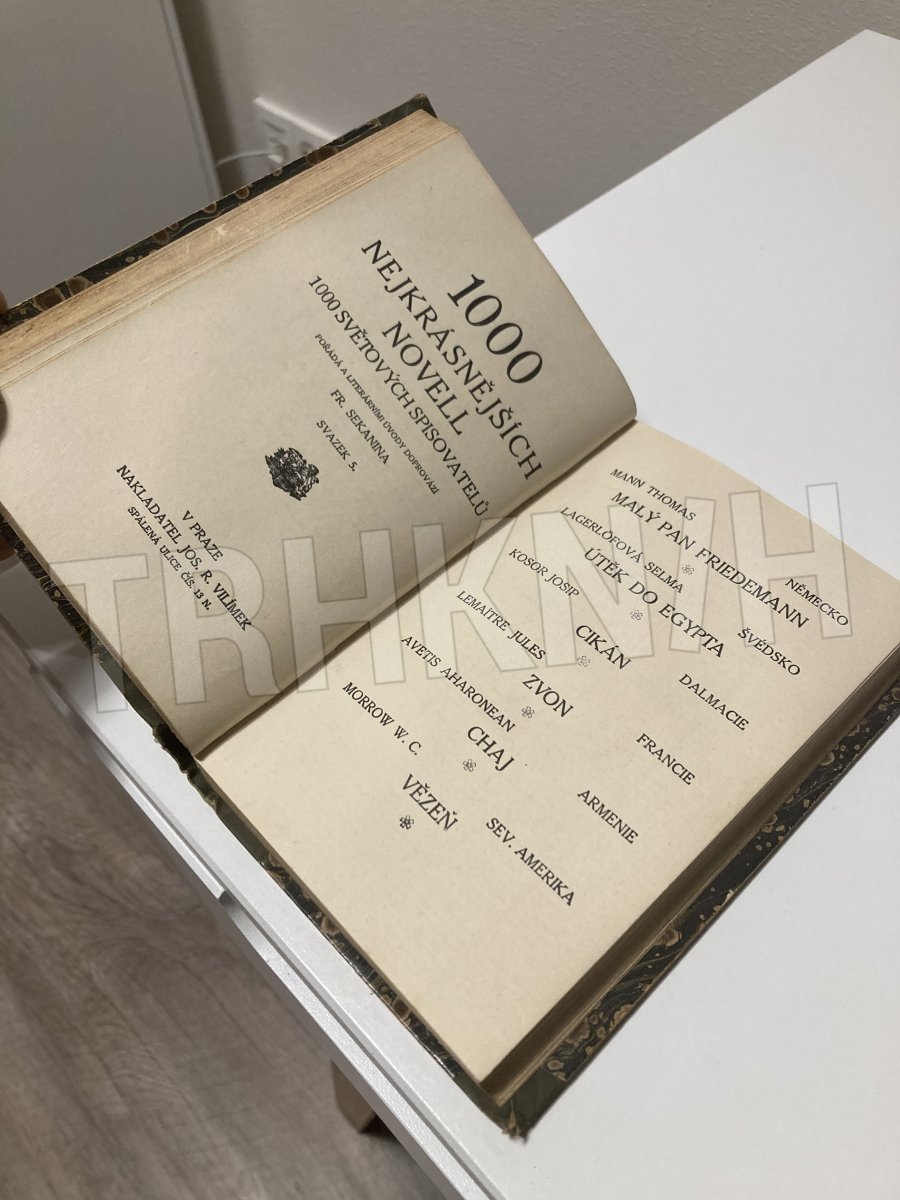 1000
NEJKRÁSNĚJŠÍCH
NOVELL
1000 SVĚTOVÝCH SPISOVATELŮ
POŘÁDÁ A LITERÁRNÍMI ÚVODY DOPROVÁZÍ
FR. SEKANINA
SVAZEK 5.
V PRAZE
NAKLADATEL JOS. R. VILÍMEK
SPÁLENÁ ULICE ČÍS. 13 N.
MANN THOMAS NĚMECKO
MALÝ PAN FRIEDEMANN
LAGERLÖFOVÁ SELMA ŠVÉDSKO
ÚTĚK DO EGYPTA
KOSOR JOSIP DALMACIE
CIKÁN
LEMAITRE JULES FRANCIE
ZVON
AVETIS AHARONEAN ARMENIE
CHAJ
MORROW W. C. SEV. AMERIKA
VĚZEŇ
TRHKNIH